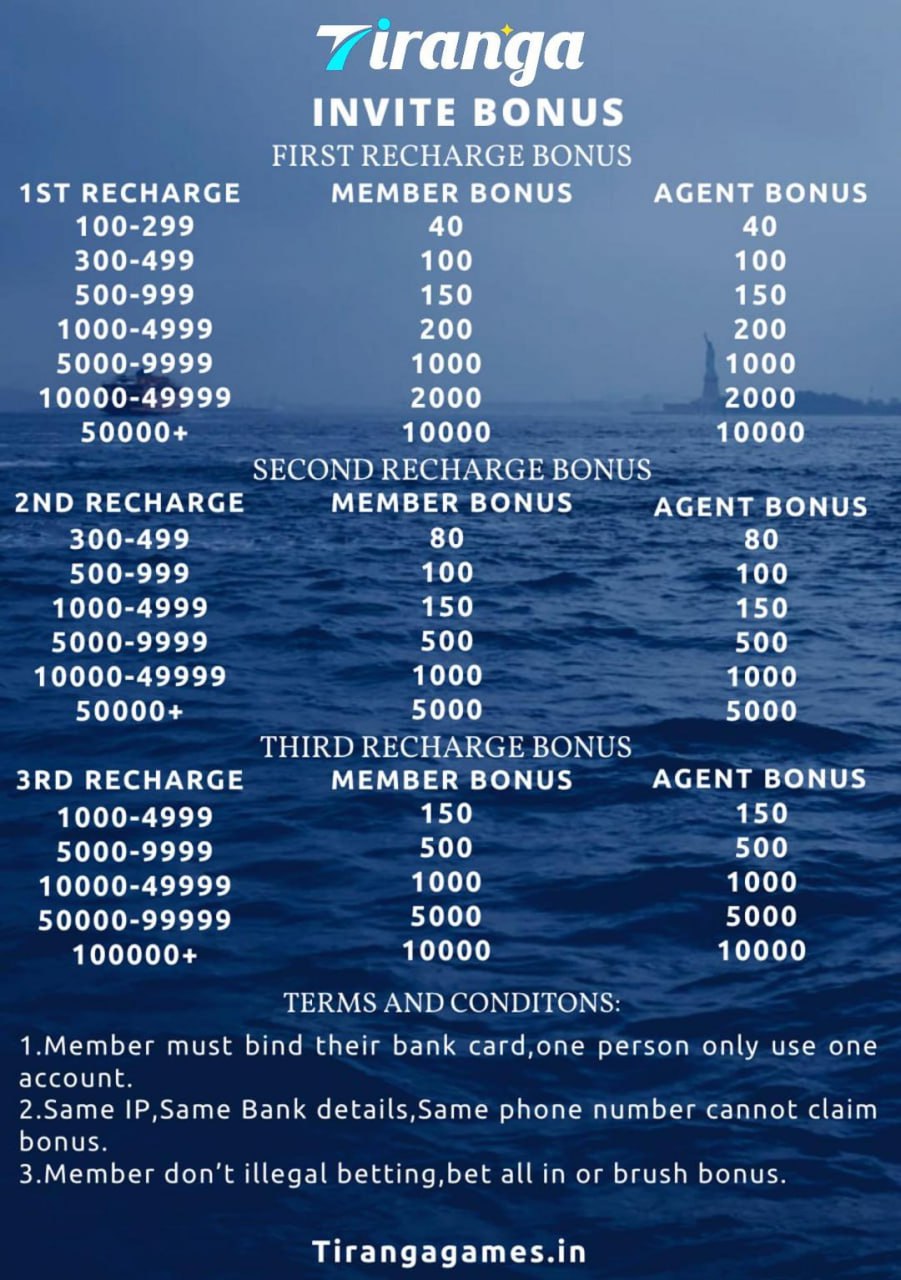 Tiranga
INVITE BONUS
FIRST RECHARGE BONUS
1ST RECHARGE MEMBER BONUS AGENT BONUS
100-299 40 40
300-499 100 100
500-999 150 150
1000-4999 200 200
5000-9999 1000 1000
10000-49999 2000 2000
50000+ 10000 10000
SECOND RECHARGE BONUS
2ND RECHARGE MEMBER BONUS AGENT BONUS
300-499 80 80
500-999 100 100
1000-4999 150 150
5000-9999 500 500
10000-49999 1000 1000
50000+ 5000 5000
THIRD RECHARGE BONUS
3RD RECHARGE MEMBER BONUS AGENT BONUS
1000-4999 150 150
5000-9999 500 500
10000-49999 1000 1000
50000-99999 5000 5000
100000+ 10000 10000
TERMS AND CONDITONS:
1.Member must bind their bank card,one person only use one
account.
2.Same IP,Same Bank details,Same phone number cannot claim
bonus.
3.Member don’t illegal betting,bet all in or brush bonus.
Tirangagames.in